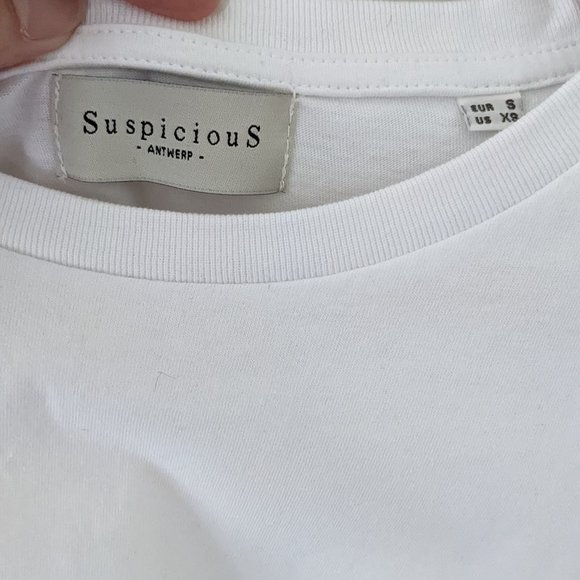 SuspiciouS
- ANTWERP -
EUR S
US XS